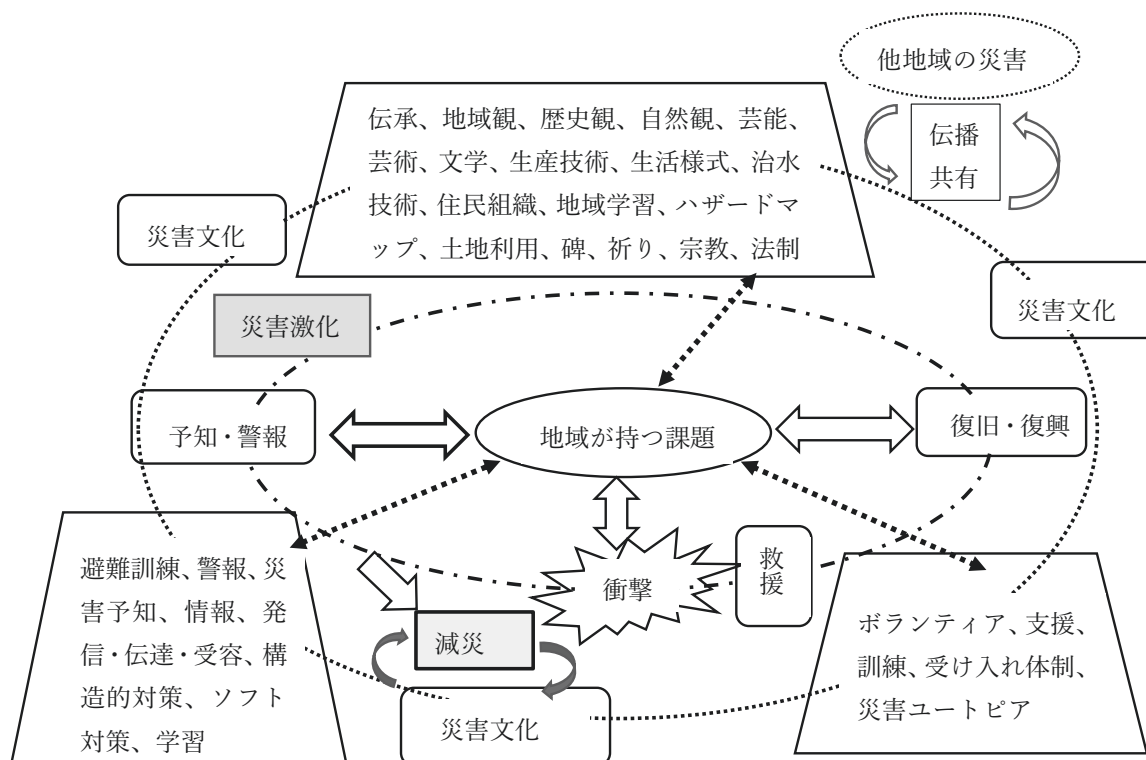 他地域の災害
伝播
共有
伝承、地域観、歴史観、自然観、芸能、
芸術、文学、生産技術、生活様式、治水
技術、住民組織、地域学習、ハザードマ
ップ、土地利用、碑、祈り、宗教、法制
災害文化
災害文化
災害激化
予知・警報
地域が持つ課題
復旧・復興
衝撃
救
援
避難訓練、警報、災
害予知、情報、発
信・伝達・受容、構
造的対策、ソフト
対策、学習
減災
災害文化
ボランティア、支援、
訓練、受け入れ体制、
災害ユートピア